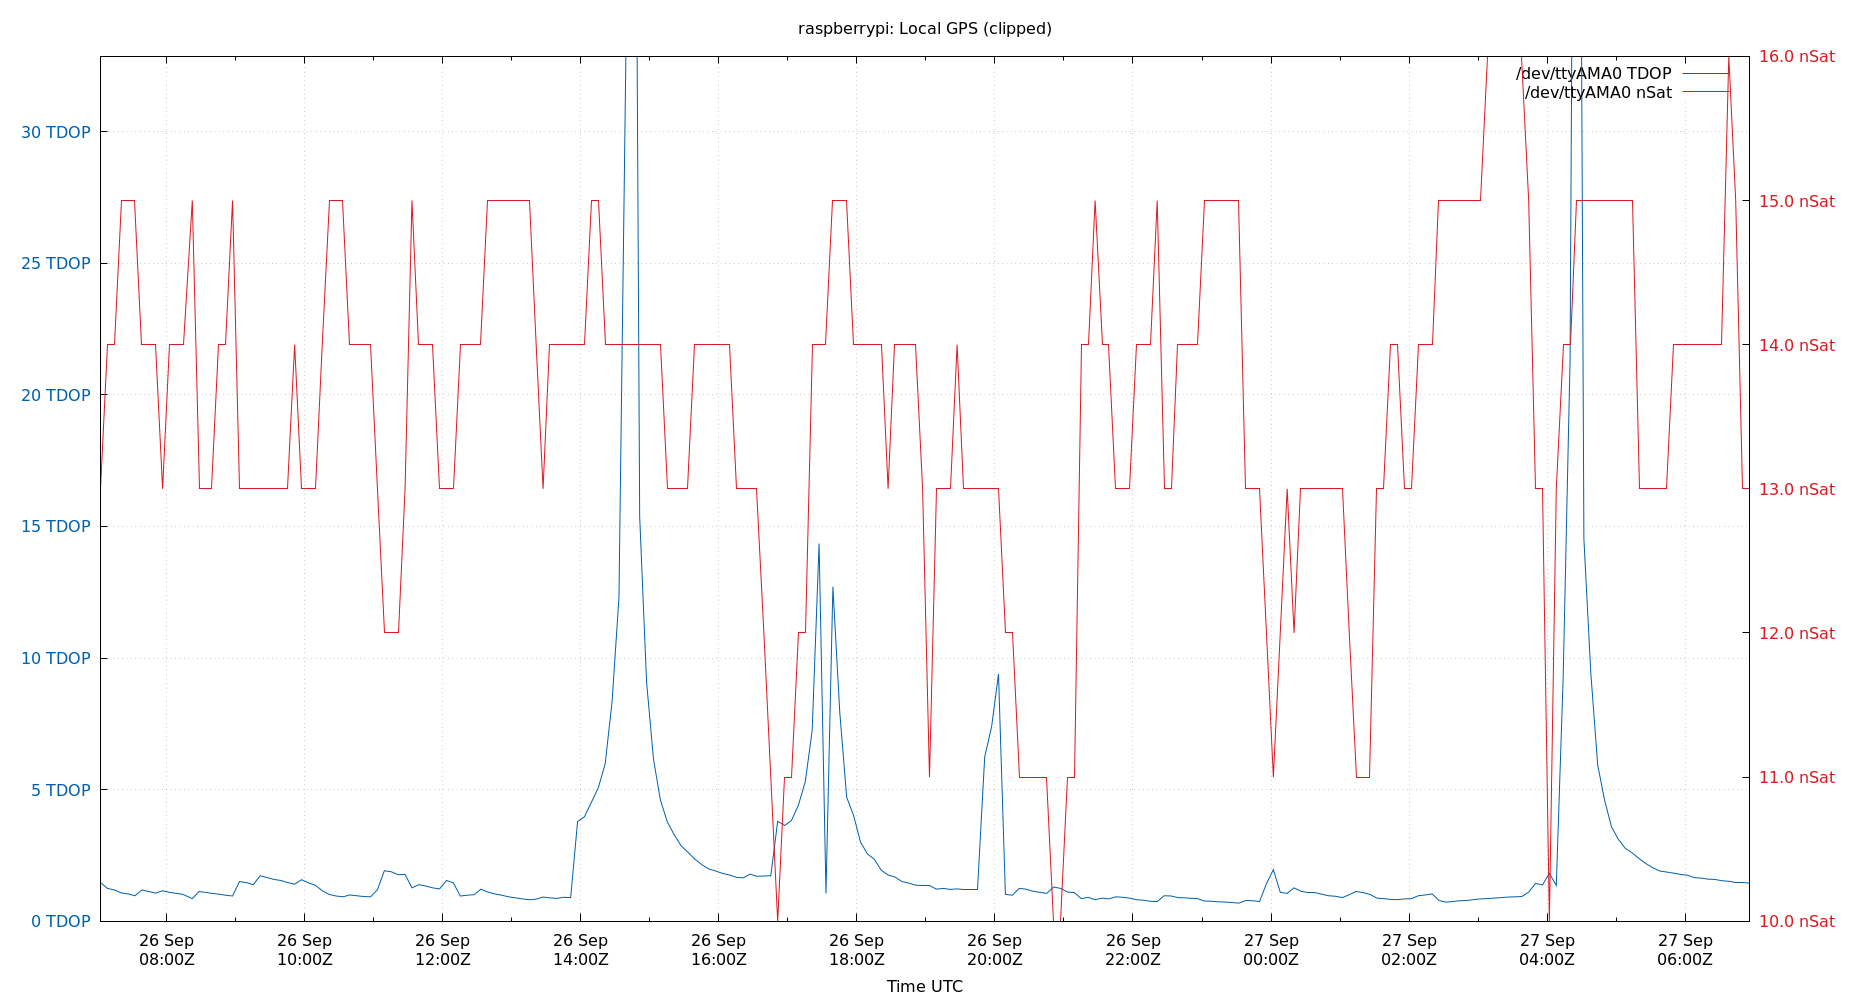 raspberrypi: Local GPS (clipped)
16.0 nSat
/dev/ttyAMA0 TDOP
/dev/ttyAMA0 nSat
30 TDOP
15.0 nSat
25 TDOP
14.0 nSat
20 TDOP
13.0 nSat
15 TDOP
12.0 nSat
10 TDOP
11.0 nSat
5 TDOP
0 TDOP
10.0 nSat
26 Sep 26 Sep 26 Sep 26 Sep 26 Sep 26 Sep 26 Sep 26 Sep 27 Sep 27 Sep 27 Sep 27 Sep
08:00Z 10:00Z 12:00Z 14:00Z 16:00Z 18:00Z 20:00Z 22:00Z 00:00Z 02:00Z 04:00Z 06:00Z
Time UTC